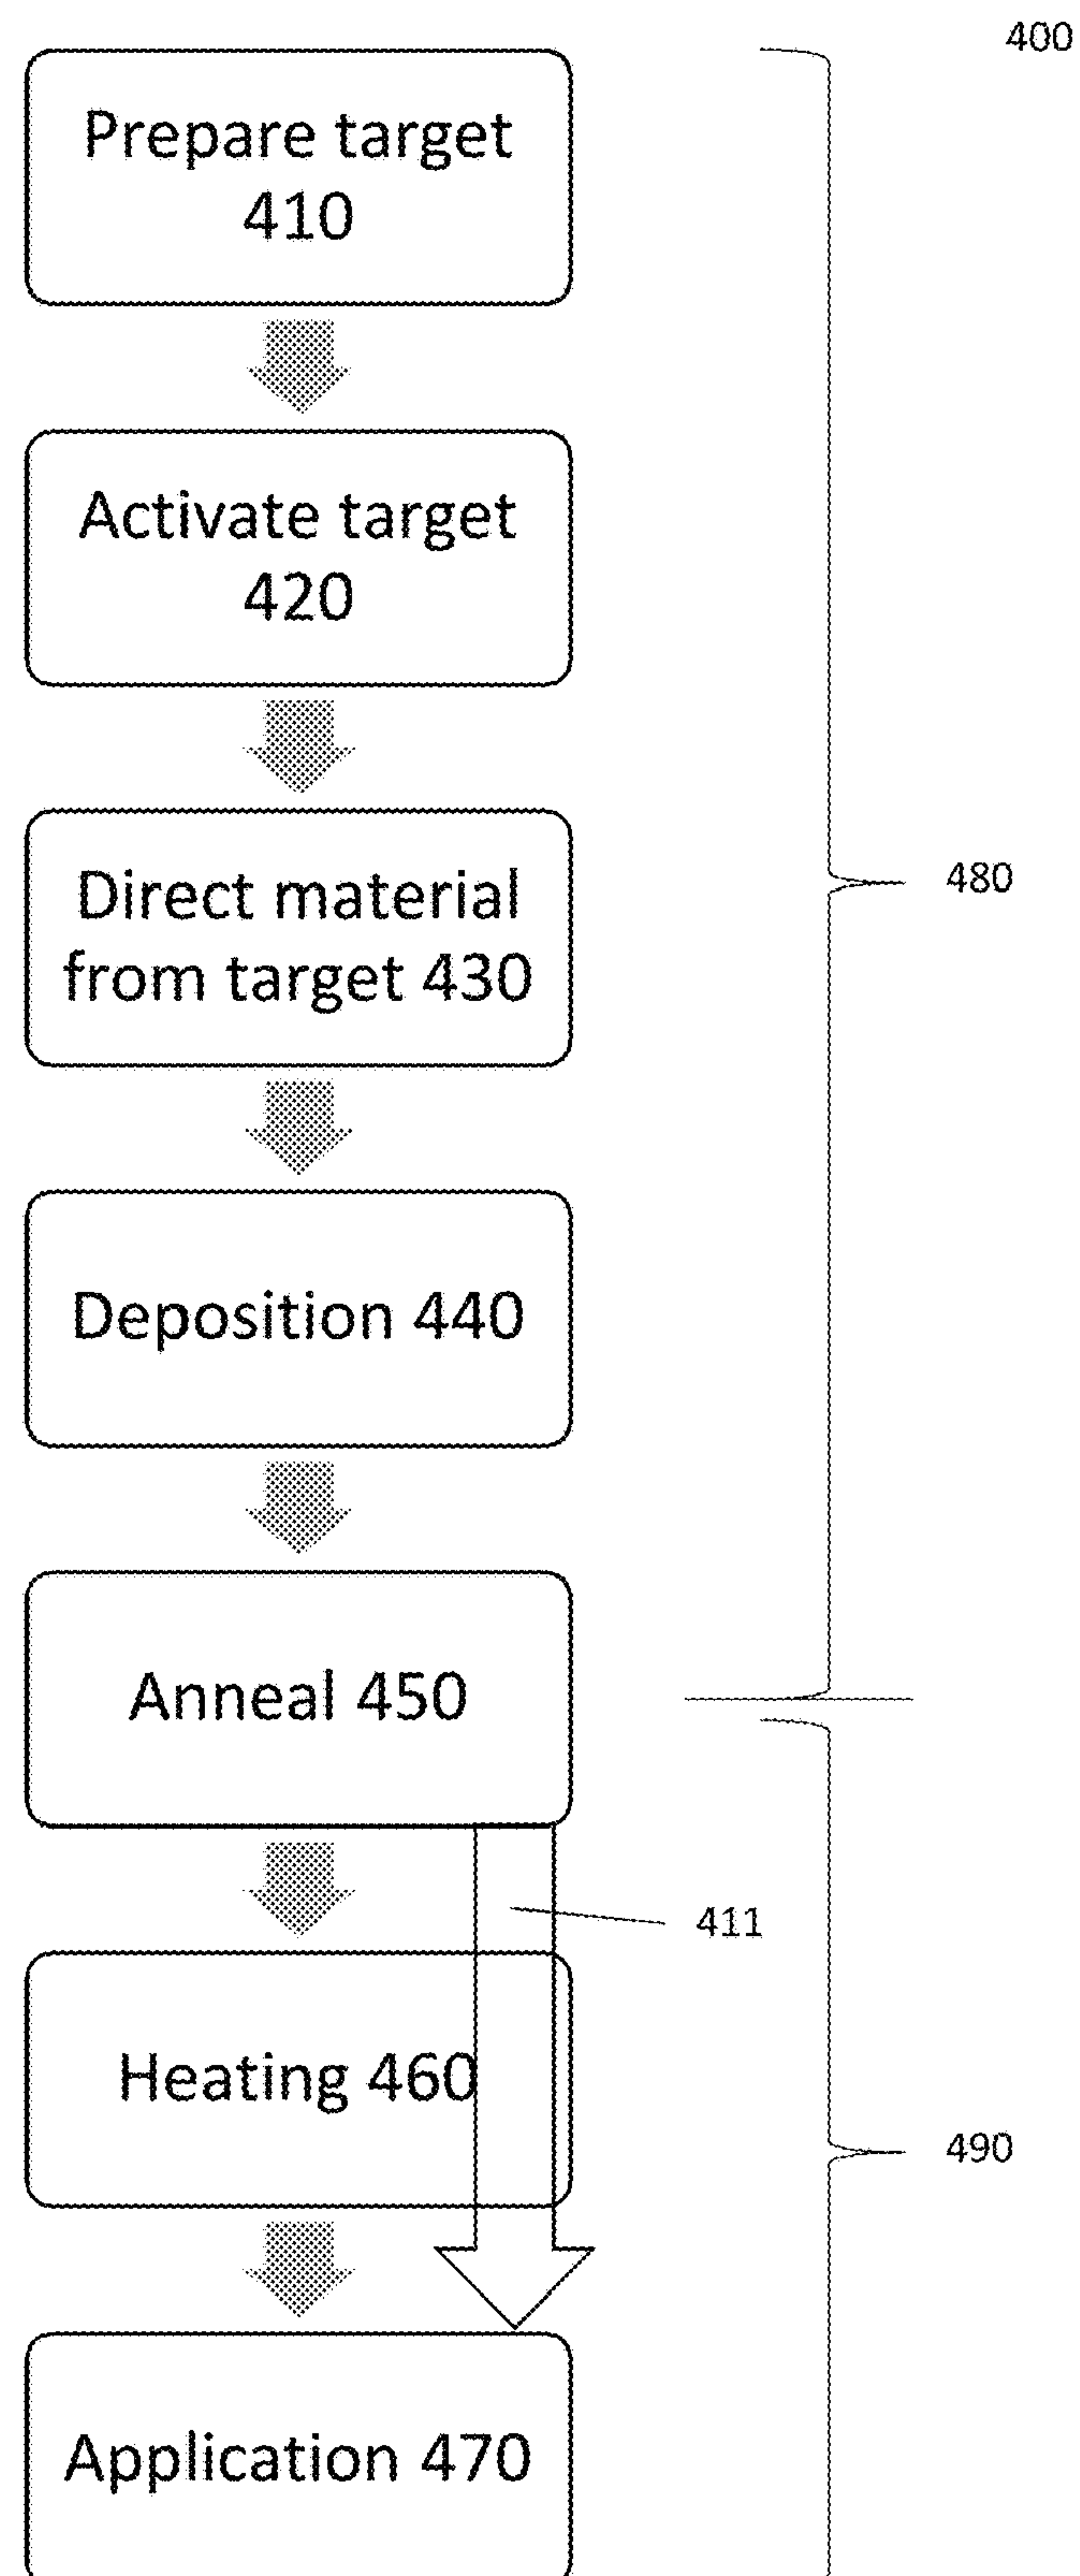 400
Prepare target
410
Activate target
420
Direct material
from target 430
480
Deposition 440
Anneal 450
411
Heating 460
490
Application 470